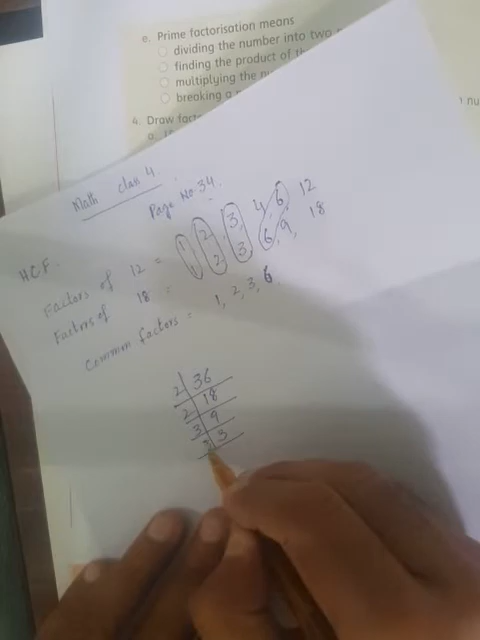 e. Prime factorisation means
dividing the number into two
finding the product of
multiplying the
breaking a
4. Draw
a.
Math class 4.
Page No 34.
HCF.
Factors of 12 = 1, 2, 3, 4, 6, 12
Factors of 18 = 1, 2, 3, 6, 9, 18
Common factors = 1, 2, 3, 6.
2 36
2 18
3 9
3 3